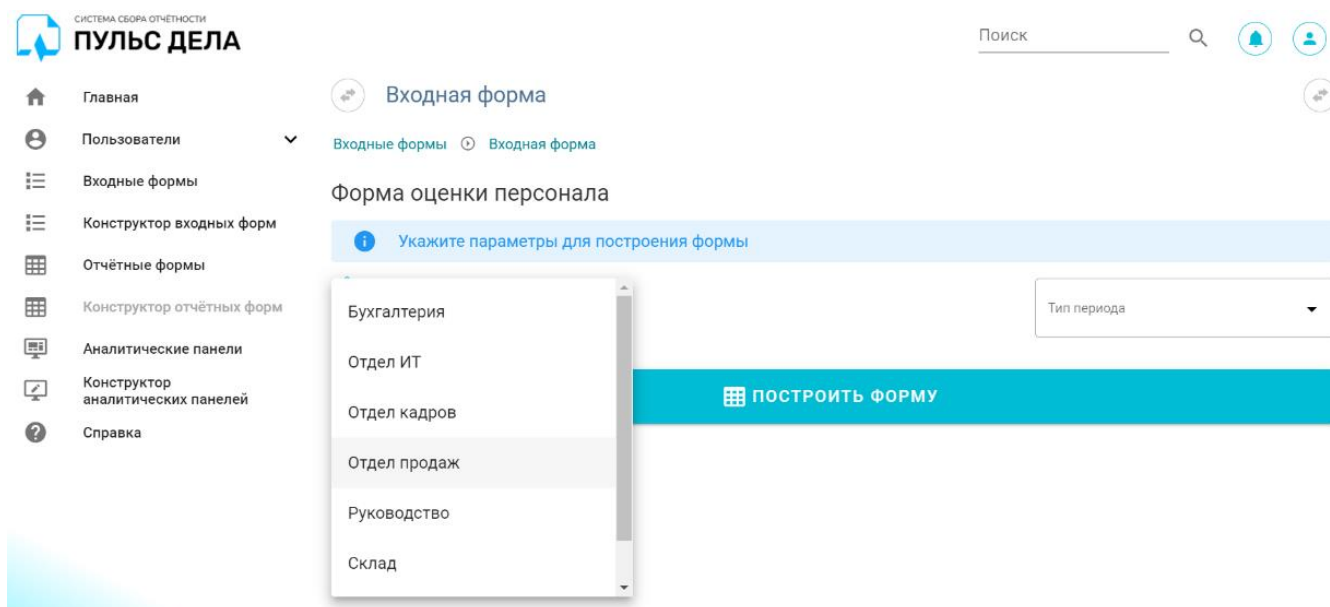 СИСТЕМА СБОРА ОТЧЁТНОСТИ
ПУЛЬС ДЕЛА
Поиск
Главная
Пользователи
Входные формы
Конструктор входных форм
Отчётные формы
Конструктор отчётных форм
Аналитические панели
Конструктор
аналитических панелей
Справка
Входная форма
Входные формы
Входная форма
Форма оценки персонала
Укажите параметры для построения формы
Бухгалтерия
Отдел ИТ
Отдел кадров
Отдел продаж
Руководство
Склад
Тип периода
ПОСТРОИТЬ ФОРМУ